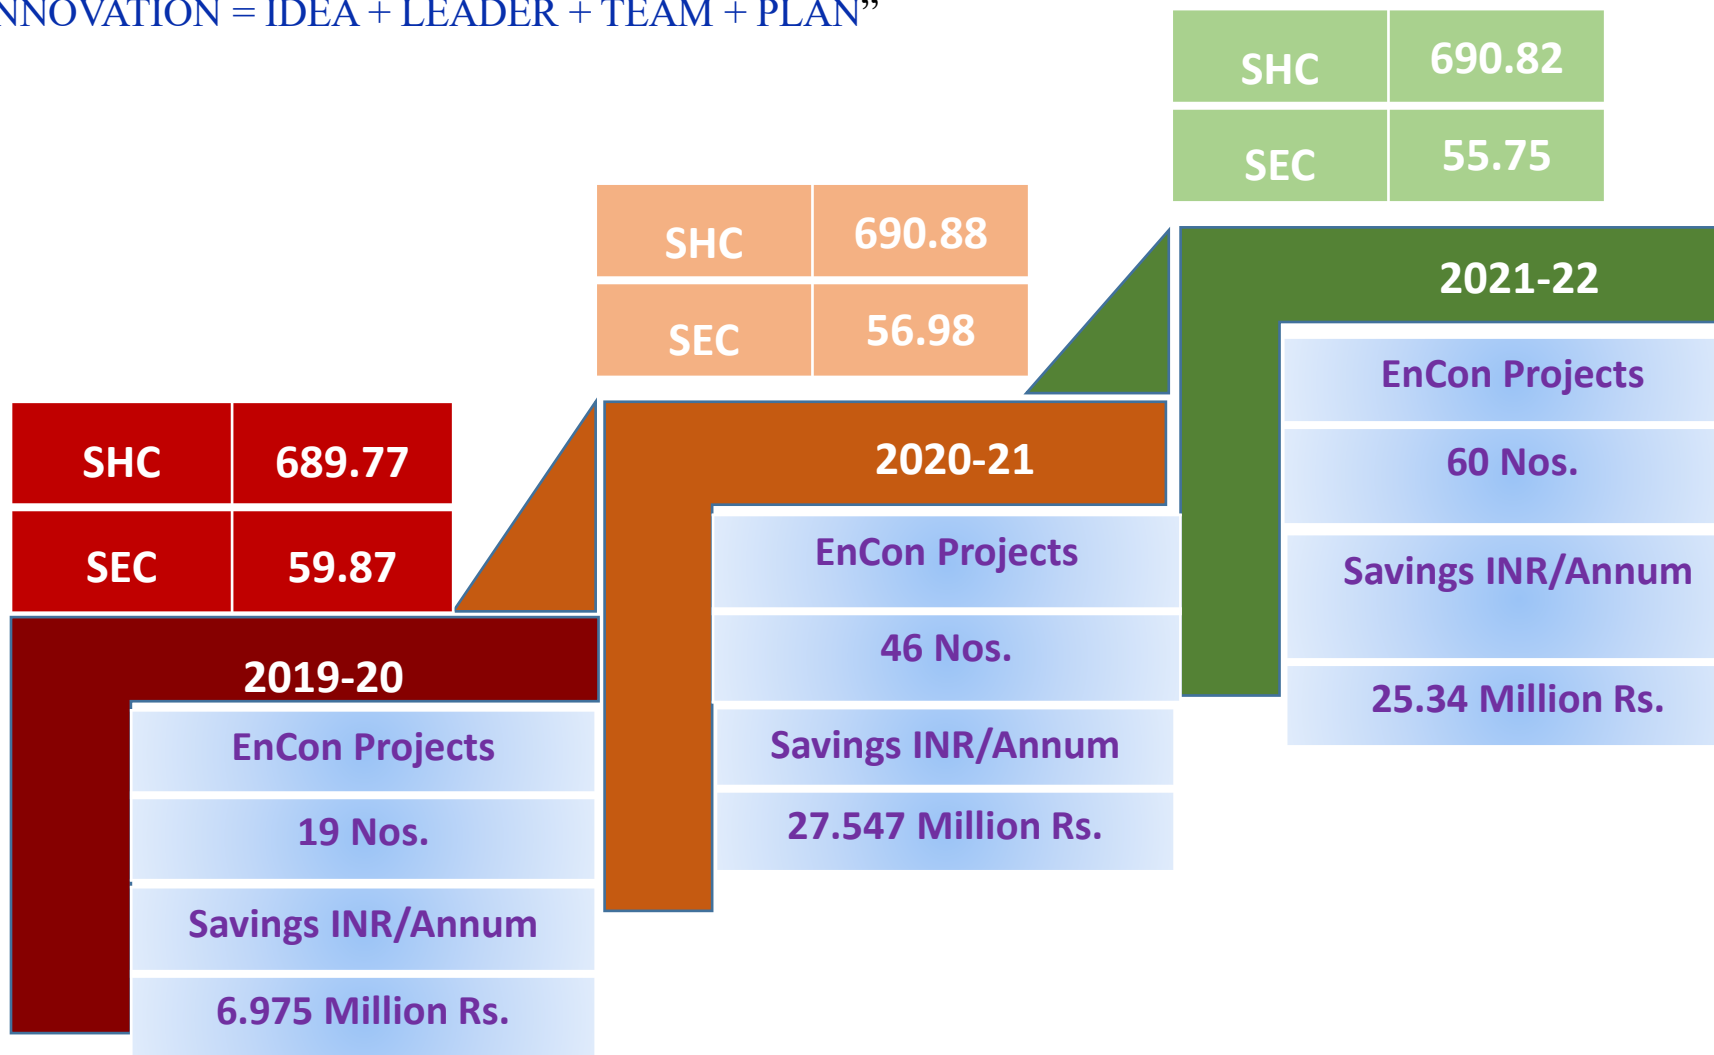 NNOVATION = IDEA + LEADER + TEAM + PLAN”
SHC 689.77
SEC 59.87
2019-20
EnCon Projects
19 Nos.
Savings INR/Annum
6.975 Million Rs.
SHC 690.88
SEC 56.98
2020-21
EnCon Projects
46 Nos.
Savings INR/Annum
27.547 Million Rs.
SHC 690.82
SEC 55.75
2021-22
EnCon Projects
60 Nos.
Savings INR/Annum
25.34 Million Rs.